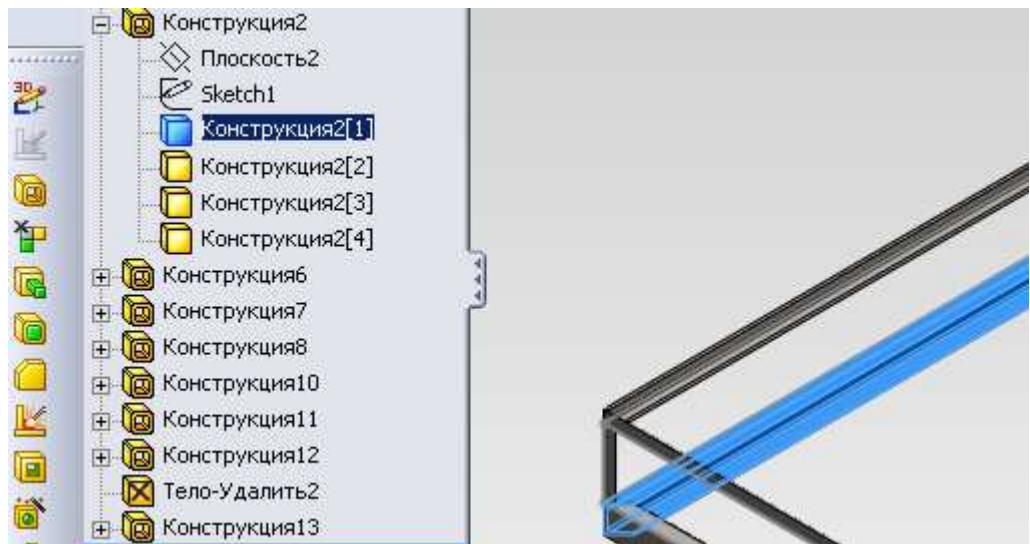 Конструкция2
Плоскость2
Sketch1
Конструкция2[1]
Конструкция2[2]
Конструкция2[3]
Конструкция2[4]
Конструкция6
Конструкция7
Конструкция8
Конструкция10
Конструкция11
Конструкция12
Тело-Удалить2
Конструкция13
3D